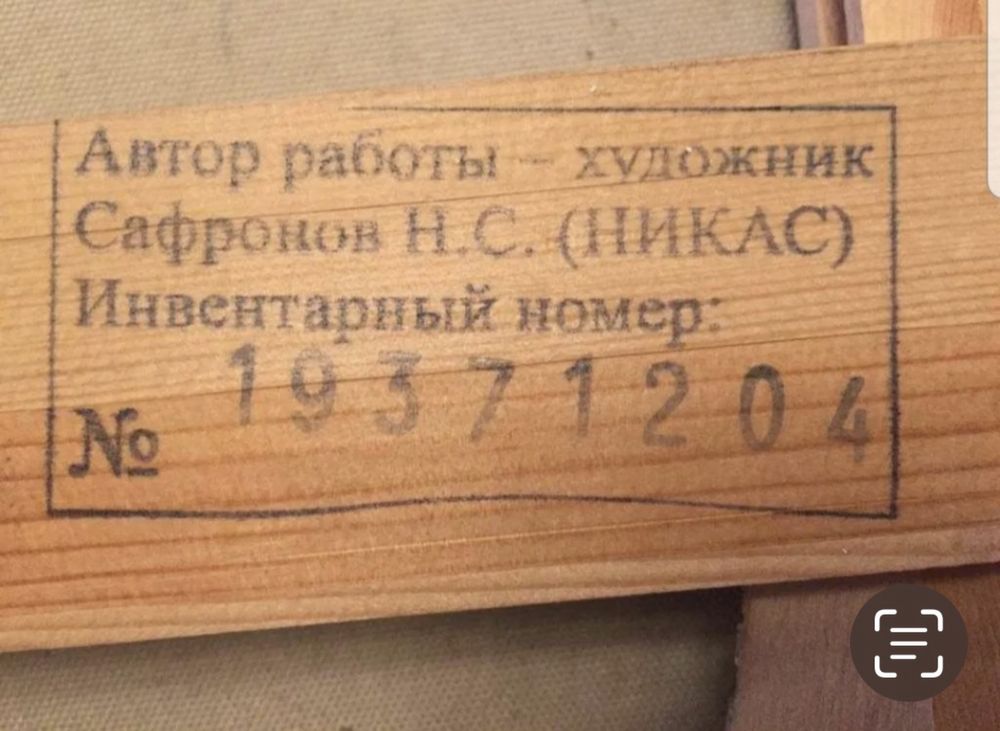 Автор работы – художник
Сафронов Н.С. (НИКАС)
Инвентарный номер:
№ 19371204